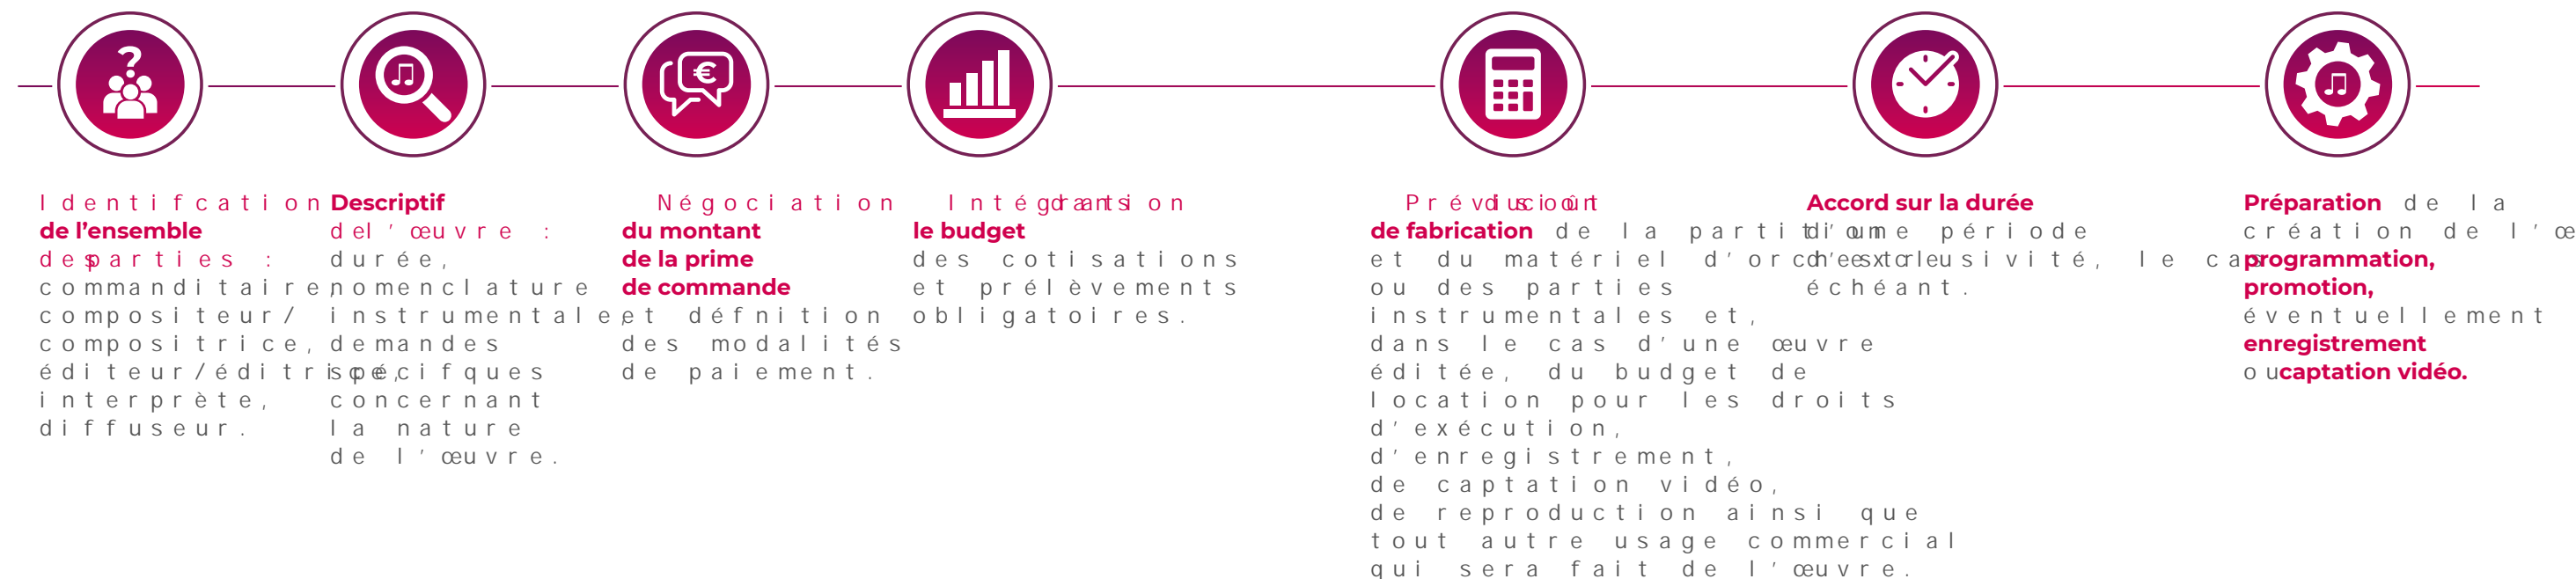 ?
€
Identifcation
de l'ensemble
des parties :
commanditaire,
compositeur/
compositrice,
éditeur/éditrice,
interprète,
diffuseur.
Descriptif
de l'œuvre :
durée,
nomenclature
instrumentale,
demandes
spécifques
concernant
la nature
de l'œuvre.
Négociation
du montant
de la prime
de commande
et défnition
des modalités
de paiement.
Intégration dans
le budget
des cotisations
et prélèvements
obligatoires.
Prévision du coût
de fabrication de la partition
et du matériel d'orchestre
ou des parties
instrumentales et,
dans le cas d'une œuvre
éditée, du budget de
location pour les droits
d'exécution,
d'enregistrement,
de captation vidéo,
de reproduction ainsi que
tout autre usage commercial
qui sera fait de l'œuvre.
Accord sur la durée
d'une période
d'exclusivité, le cas
échéant.
Préparation de la
création de l'œ
programmation,
promotion,
éventuellement
enregistrement
ou captation vidéo.